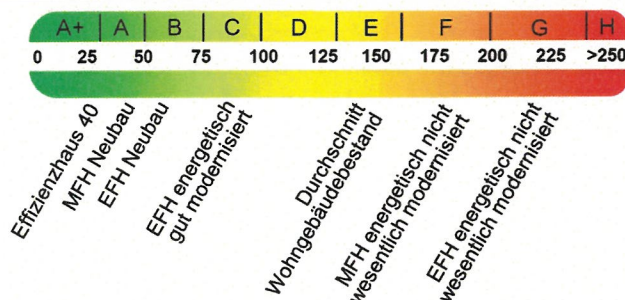 A+ A B C D E F G H
0 25 50 75 100 125 150 175 200 225 >250
Effizienzhaus 40
MFH Neubau
EFH Neubau
EFH energetisch
gut modernisiert
Durchschnitt
Wohngebäudebestand
MFH energetisch nicht
wesentlich modernisiert
EFH energetisch nicht
wesentlich modernisiert